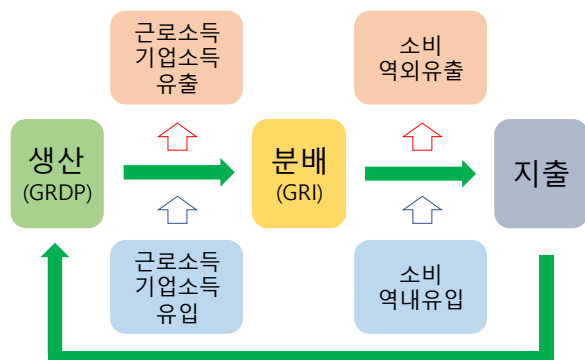 근로소득
기업소득
유출
소비
역외유출
생산
(GRDP)
분배
(GRI)
지출
근로소득
기업소득
유입
소비
역내유입